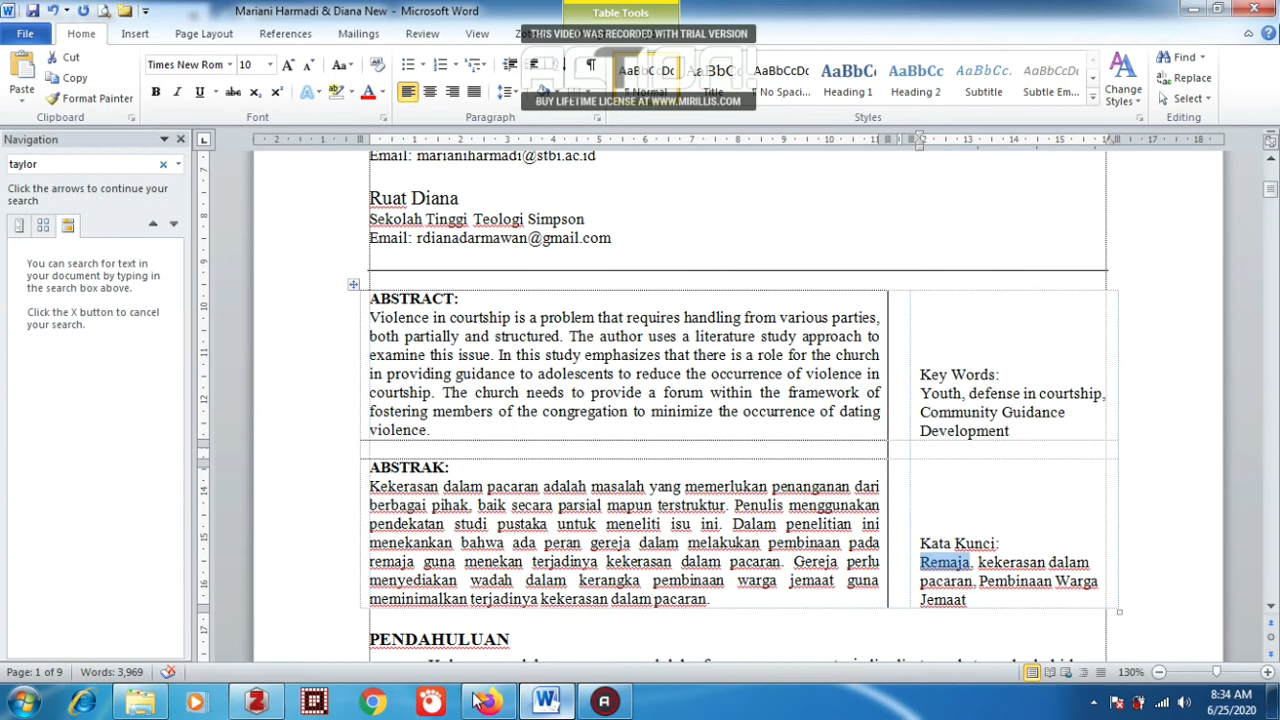 Mariani Harmadi & Diana New - Microsoft Word
Table Tools
File Home Insert Page Layout References Mailings Review View
THIS VIDEO WAS RECORDED WITH TRIAL VERSION
BUY LIFETIME LICENSE AT WWW.MIRILLIS.COM
Paste
Cut
Copy
Format Painter
Clipboard
Times New Rom 10
Font
Paragraph
AaBbCcDc AaBbCcDc AaBbCc AaBbCc AaBbCcDc AaBbCcDc
Normal Title No Spaci... Heading 1 Heading 2 Subtitle Subtle Em...
Change
Styles
Styles
Find
Replace
Select
Editing
Navigation
taylor
Click the arrows to continue your
search
You can search for text in
your document by typing in
the search box above.
Click the X button to cancel
your search.
Email: marianiharmadi@stbi.ac.id
Ruat Diana
Sekolah Tinggi Teologi Simpson
Email: rdianadarmawan@gmail.com
ABSTRACT:
Violence in courtship is a problem that requires handling from various parties,
both partially and structured. The author uses a literature study approach to
examine this issue. In this study emphasizes that there is a role for the church
in providing guidance to adolescents to reduce the occurrence of violence in
courtship. The church needs to provide a forum within the framework of
fostering members of the congregation to minimize the occurrence of dating
violence.
Key Words:
Youth, defense in courtship,
Community Guidance
Development
ABSTRAK:
Kekerasan dalam pacaran adalah masalah yang memerlukan penanganan dari
berbagai pihak, baik secara parsial mapun terstruktur. Penulis menggunakan
pendekatan studi pustaka untuk meneliti isu ini. Dalam penelitian ini
menekankan bahwa ada peran gereja dalam melakukan pembinaan pada
remaja guna menekan terjadinya kekerasan dalam pacaran. Gereja perlu
menyediakan wadah dalam kerangka pembinaan warga jemaat guna
meminimalkan terjadinya kekerasan dalam pacaran.
Kata Kunci:
Remaja, kekerasan dalam
pacaran, Pembinaan Warga
Jemaat
PENDAHULUAN
Page: 1 of 9 Words: 3,969 130%
8:34 AM
6/25/2020